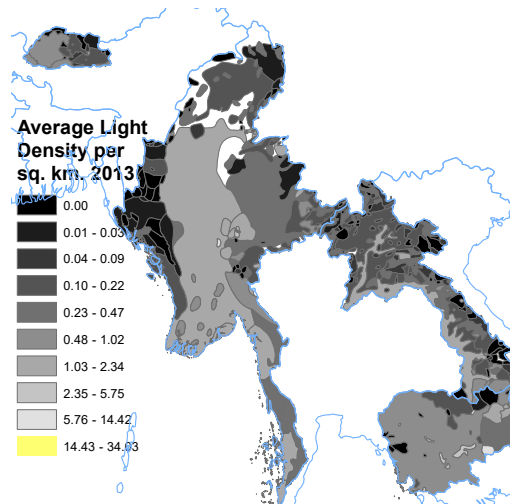 Average Light
Density per
sq. km. 2013
0.00
0.01 - 0.03
0.04 - 0.09
0.10 - 0.22
0.23 - 0.47
0.48 - 1.02
1.03 - 2.34
2.35 - 5.75
5.76 - 14.42
14.43 - 34.03